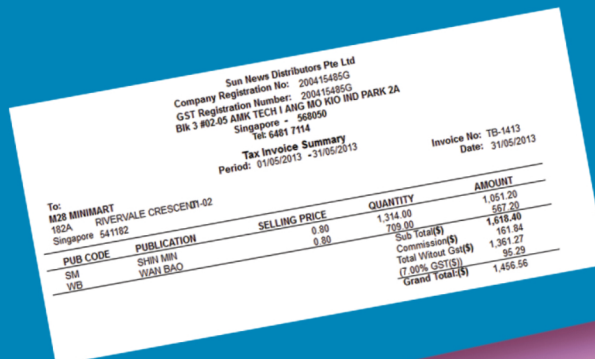 Sun News Distributors Pte Ltd
Company Registration No: 200415485G
GST Registration Number: 200415485G
Blk 3 #02-05 AMK TECH I ANG MO KIO IND PARK 2A
Singapore - 568050
Tel: 6481 7114
Tax Invoice Summary
Period: 01/05/2013 - 31/05/2013
Invoice No: TB-1413
Date: 31/05/2013
To:
M28 MINIMART
182A RIVERVALE CRESCENT01-02
Singapore 541182
PUB CODE PUBLICATION SELLING PRICE QUANTITY AMOUNT
SM SHIN MIN 0.80 1,314.00 1,051.20
WB WAN BAO 0.80 709.00 567.20
Sub Total($) 1,618.40
Commission($) 161.84
Total Witout Gst($) 1,361.27
(7.00% GST($)) 95.29
Grand Total:($) 1,456.56